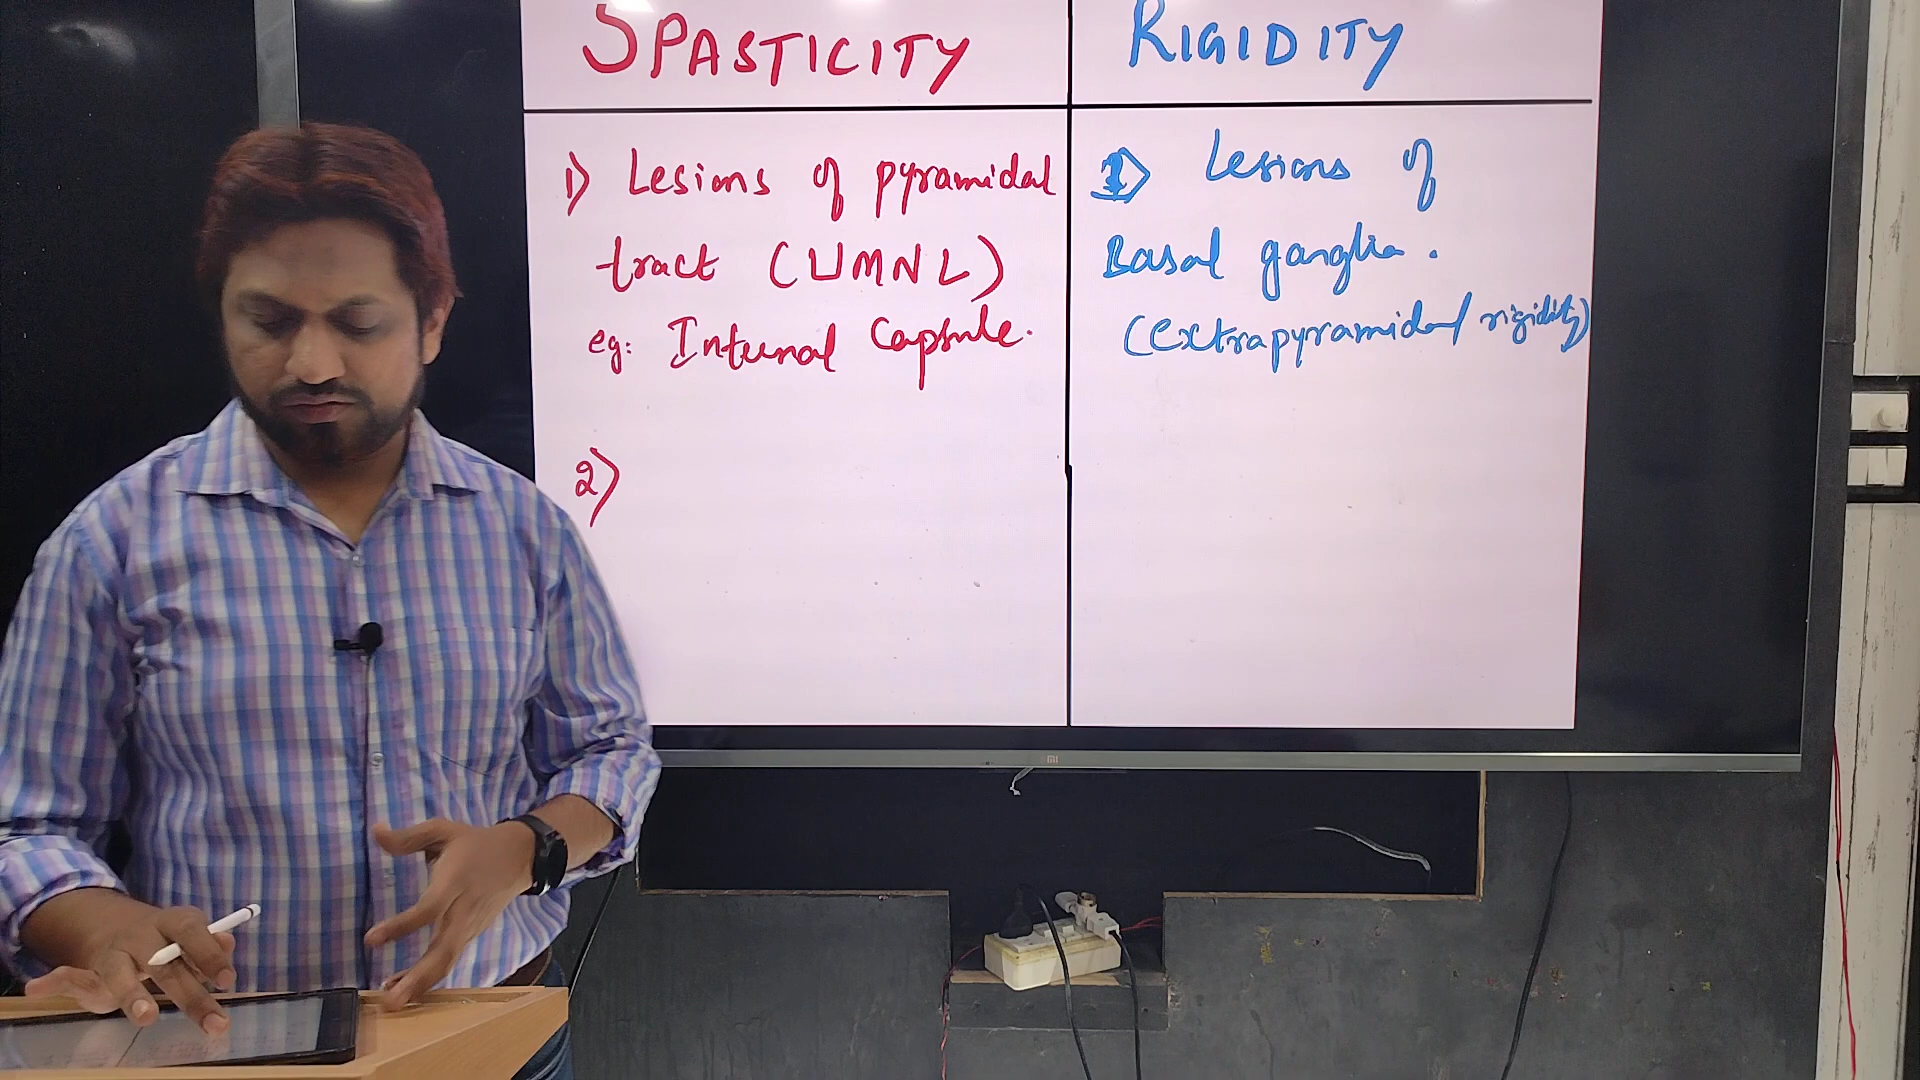 SPASTICITY
RIGIDITY
1) Lesions of pyramidal
tract (UMNL)
eg: Internal Capsule.
2)
1) Lesions of
Basal ganglia.
(extrapyramidal rigidity)
mi